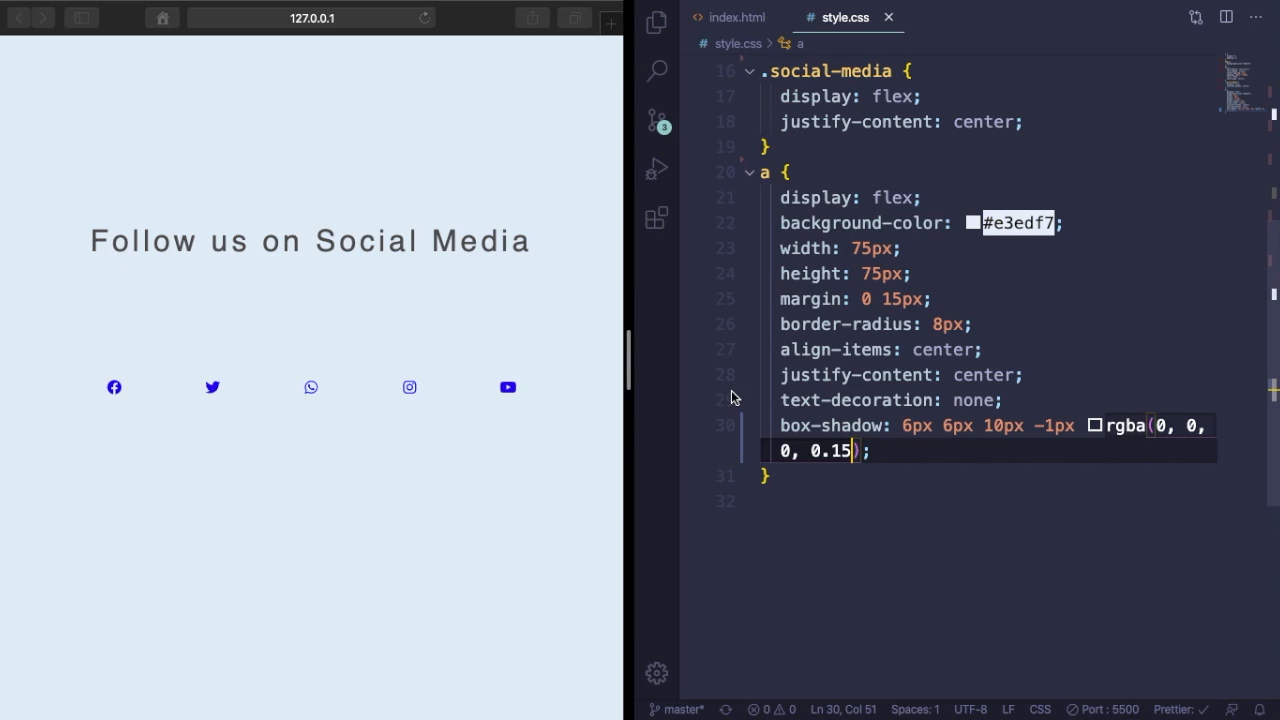 127.0.0.1
Follow us on Social Media
index.html
# style.css
# style.css > a
16 .social-media {
17 display: flex;
18 justify-content: center;
19 }
20 a {
21 display: flex;
22 background-color: #e3edf7;
23 width: 75px;
24 height: 75px;
25 margin: 0 15px;
26 border-radius: 8px;
27 align-items: center;
28 justify-content: center;
29 text-decoration: none;
30 box-shadow: 6px 6px 10px -1px rgba(0, 0,
0, 0.15);
31 }
32
3
master* 0 0 Ln 30, Col 51 Spaces: 1 UTF-8 LF CSS Port : 5500 Prettier: ✓